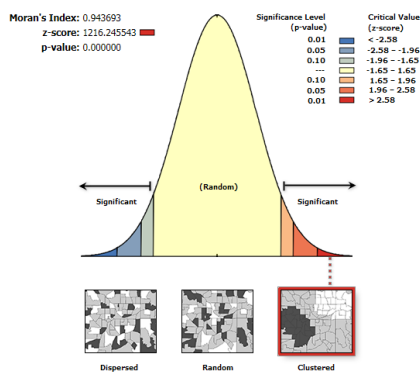 Moran's Index: 0.943693
z-score: 1216.245543
p-value: 0.000000
Significance Level
(p-value)
Critical Value
(z-score)
0.01 < -2.58
0.05 -2.58 – -1.96
0.10 -1.96 – -1.65
--- -1.65 – 1.65
0.10 1.65 – 1.96
0.05 1.96 – 2.58
0.01 > 2.58
Significant
(Random)
Significant
Dispersed
Random
Clustered